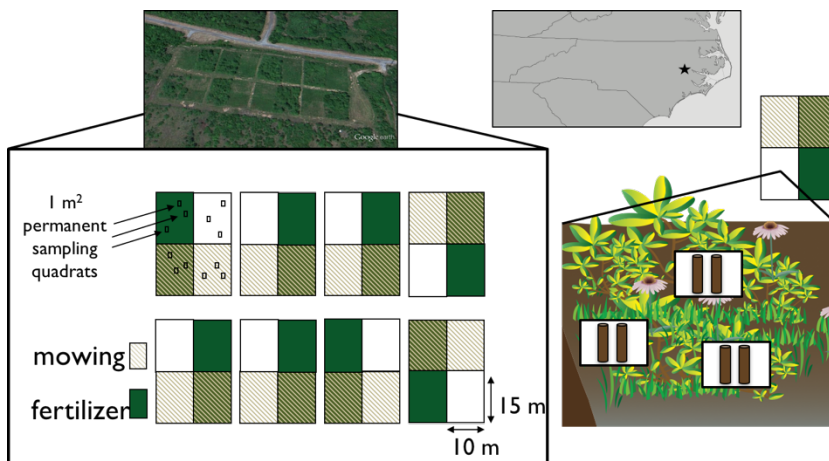 Google earth
1 m²
permanent
sampling
quadrats
mowing
fertilizer
15 m
10 m